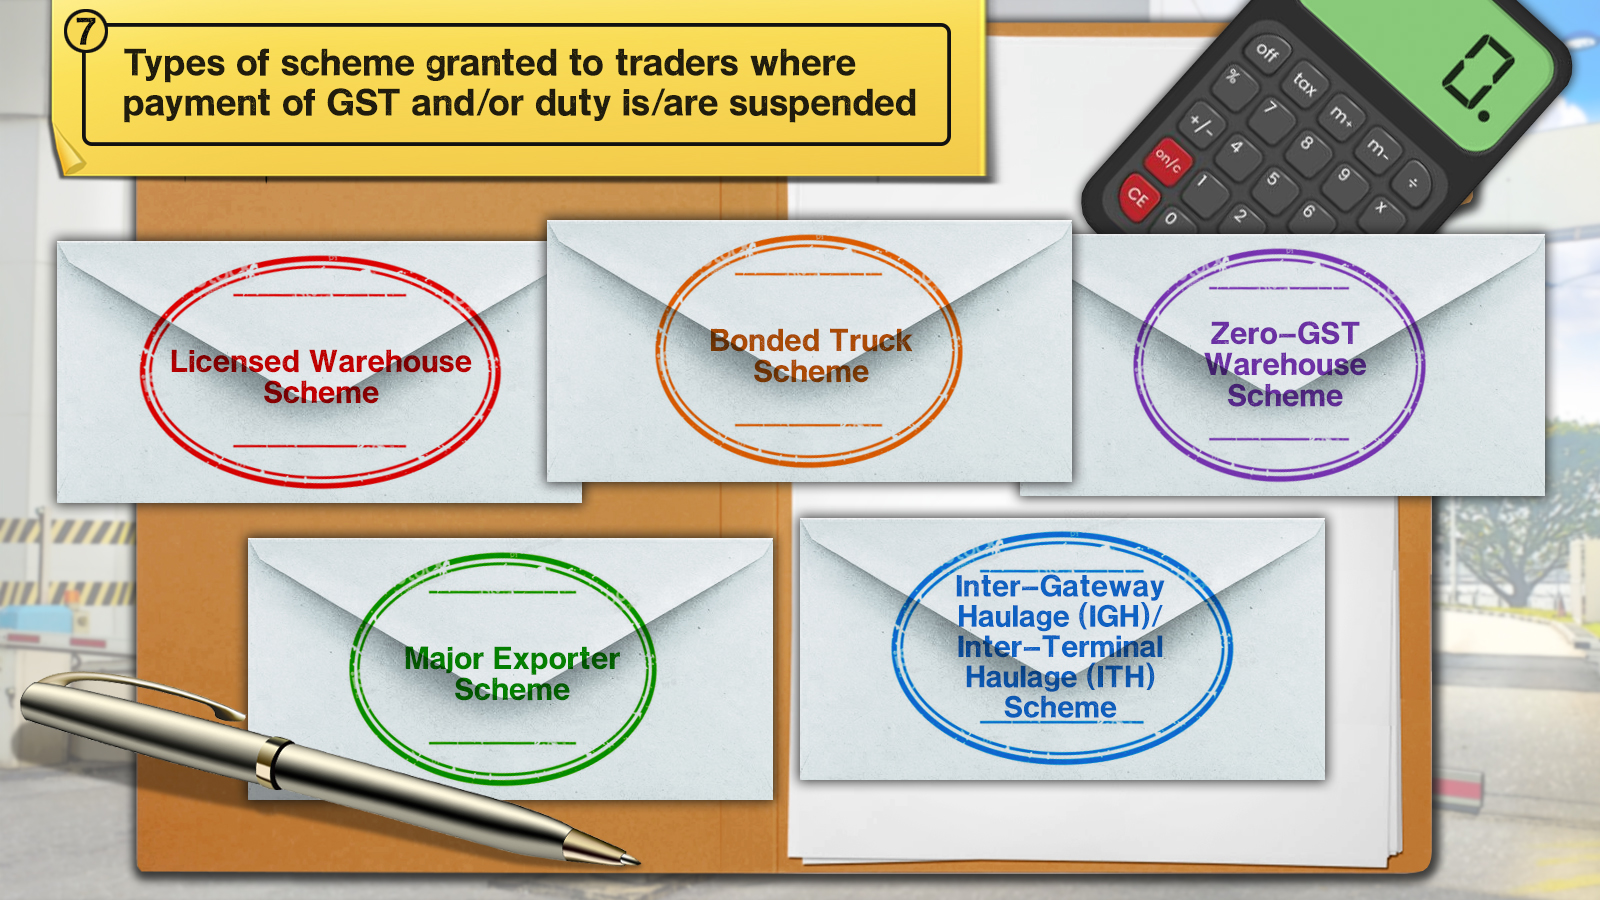 7
Types of scheme granted to traders where
payment of GST and/or duty is/are suspended
0.
off
tax
m+
m-
÷
%
7
8
9
x
+/-
4
5
6
on/c
1
2
CE
0
Licensed Warehouse
Scheme
Bonded Truck
Scheme
Zero-GST
Warehouse
Scheme
Major Exporter
Scheme
Inter-Gateway
Haulage (IGH)/
Inter-Terminal
Haulage (ITH)
Scheme